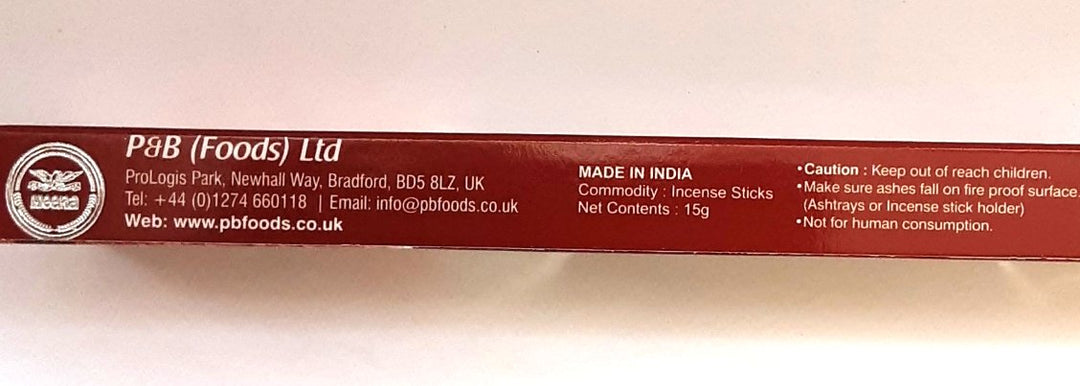 Heera
P&B (Foods) Ltd
ProLogis Park, Newhall Way, Bradford, BD5 8LZ, UK
Tel: +44 (0)1274 660118 | Email: info@pbfoods.co.uk
Web: www.pbfoods.co.uk
MADE IN INDIA
Commodity : Incense Sticks
Net Contents : 15g
•Caution : Keep out of reach children.
•Make sure ashes fall on fire proof surface.
(Ashtrays or Incense stick holder)
•Not for human consumption.